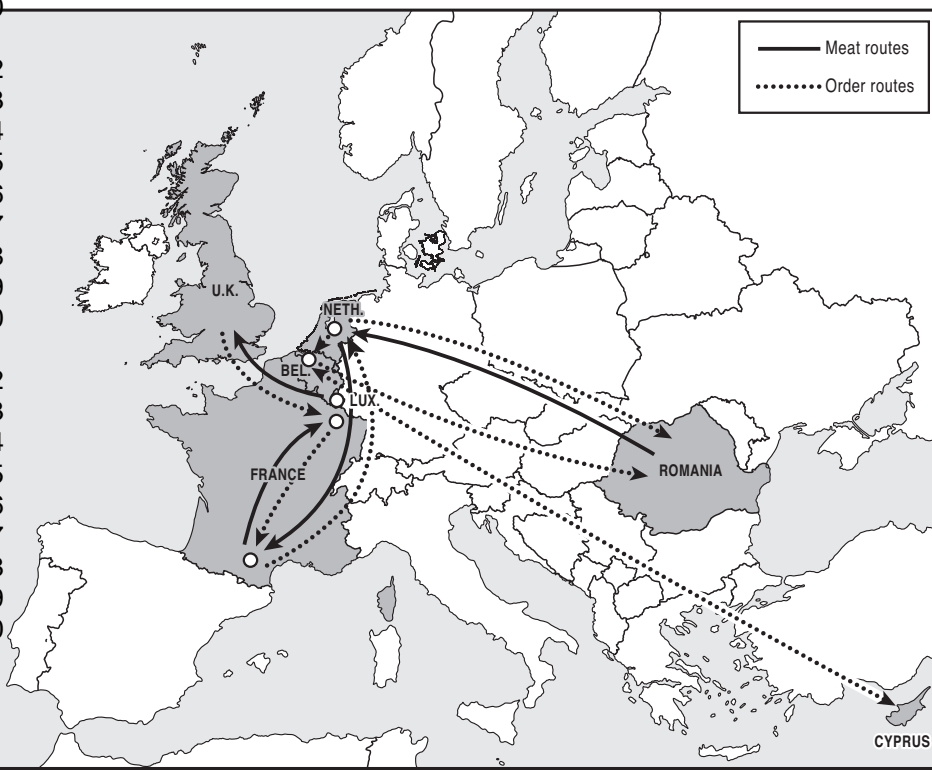 Meat routes
Order routes
U.K.
NETH.
BEL.
LUX.
FRANCE
ROMANIA
CYPRUS